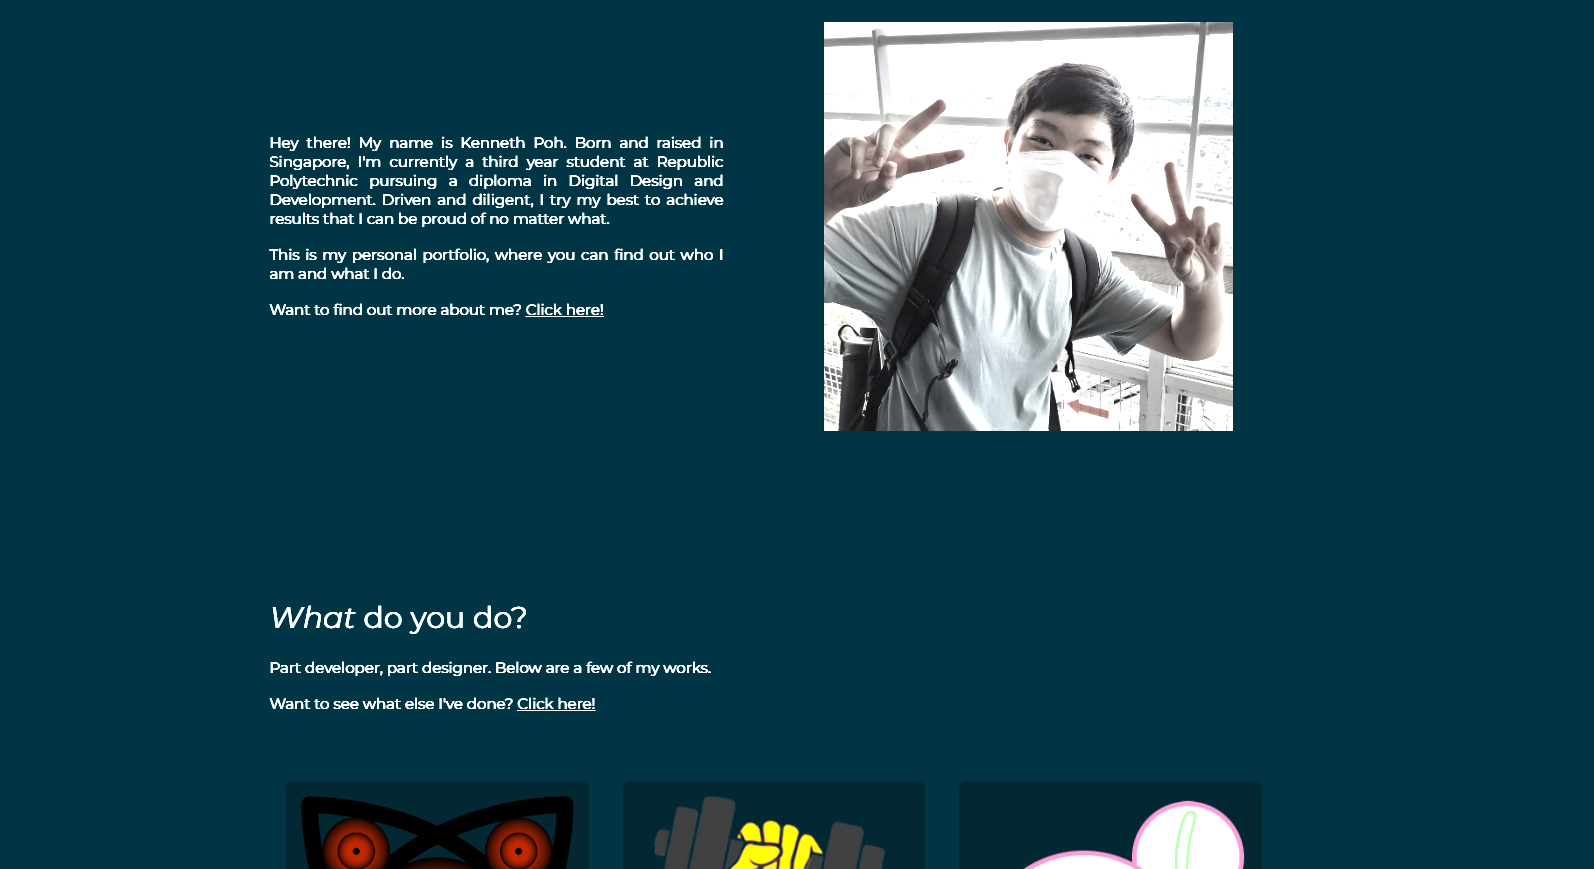 Hey there! My name is Kenneth Poh. Born and raised in
Singapore, I'm currently a third year student at Republic
Polytechnic pursuing a diploma in Digital Design and
Development. Driven and diligent, I try my best to achieve
results that I can be proud of no matter what.
This is my personal portfolio, where you can find out who I
am and what I do.
Want to find out more about me? Click here!
What do you do?
Part developer, part designer. Below are a few of my works.
Want to see what else I've done? Click here!